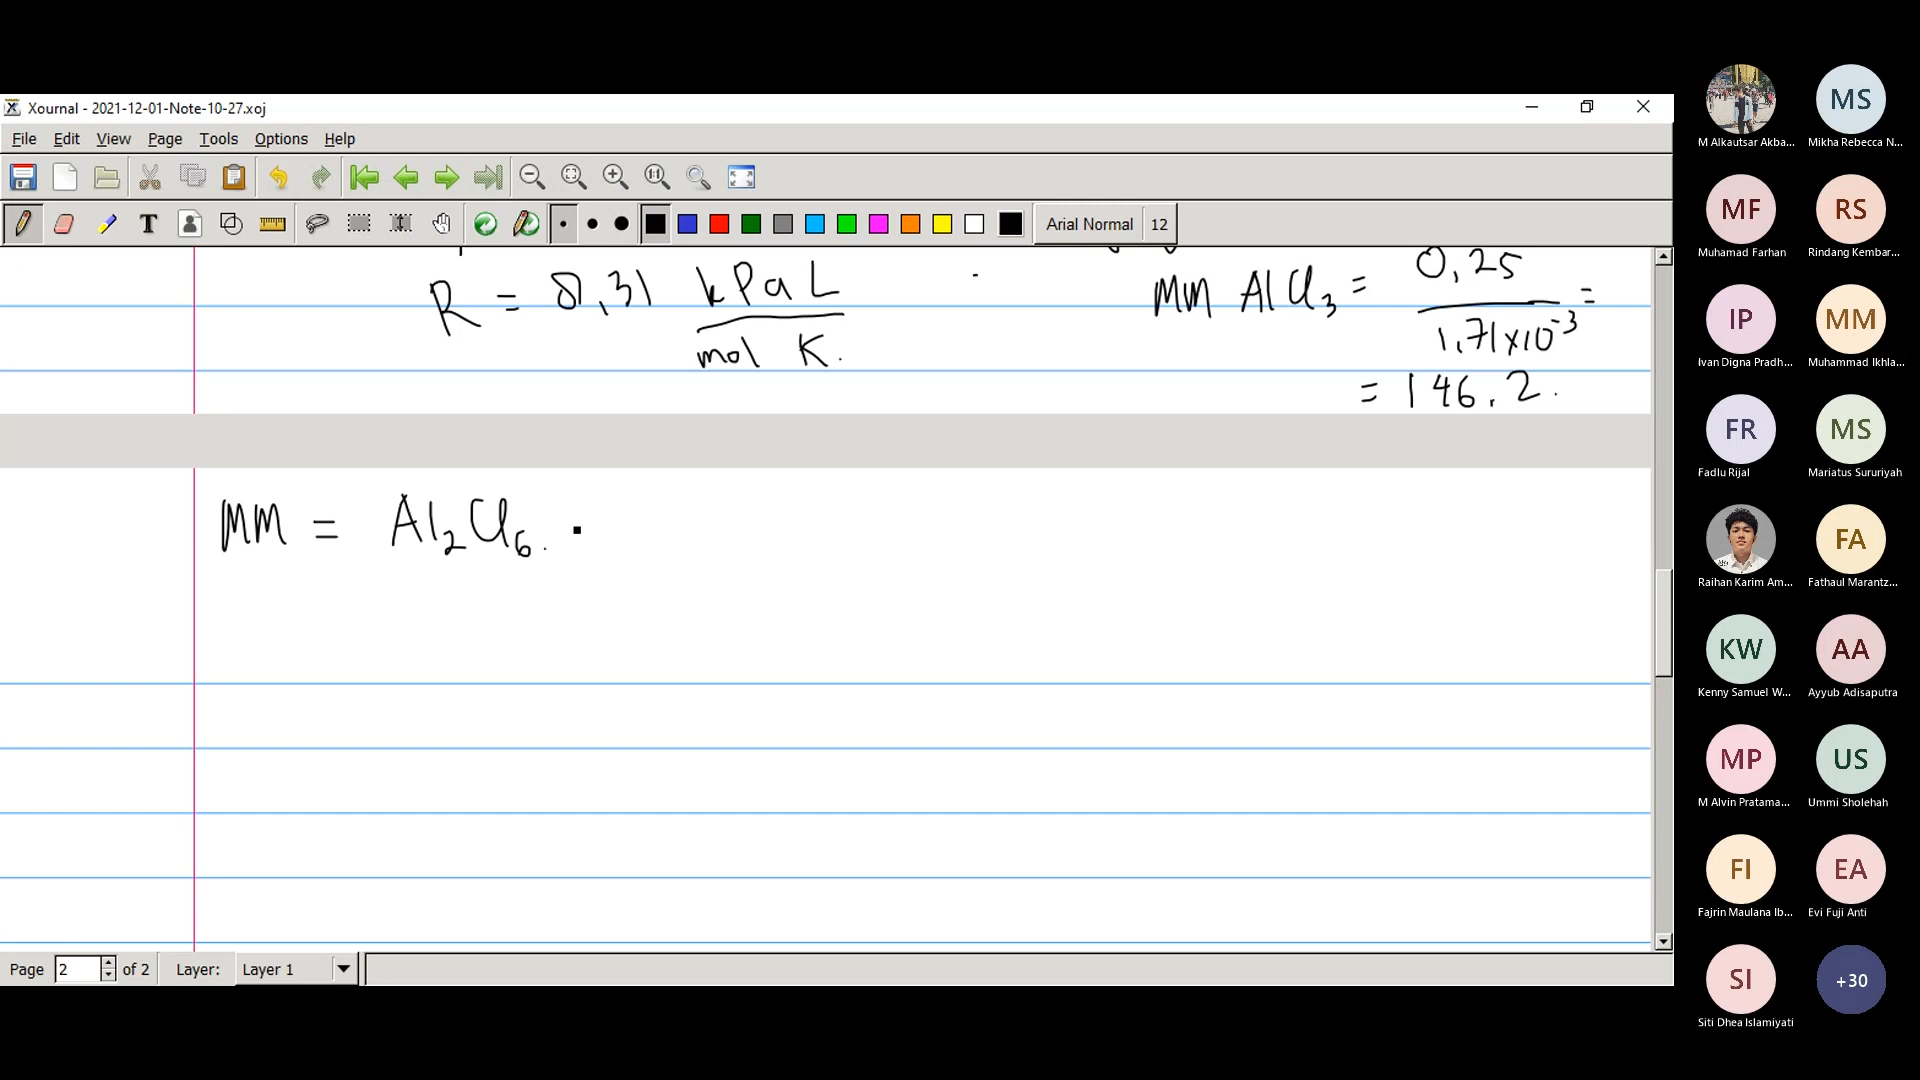 Xournal - 2021-12-01-Note-10-27.xoj
File Edit View Page Tools Options Help
T
Arial Normal 12
R = 8,31 kPa L
mol K.
mm AlCl3 = 0,25 =
1,71x10-3
= 146.2.
MM = Al2Cl6.
Page 2 of 2 Layer: Layer 1
MS
M Alkautsar Akba... Mikha Rebecca N...
MF RS
Muhamad Farhan Rindang Kembar...
IP MM
Ivan Digna Pradh... Muhammad Ikhla...
FR MS
Fadlu Rijal Mariatus Sururiyah
FA
Raihan Karim Am... Fathaul Marantz...
KW AA
Kenny Samuel W... Ayyub Adisaputra
MP US
M Alvin Pratama... Ummi Sholehah
FI EA
Fajrin Maulana Ib... Evi Fuji Anti
SI +30
Siti Dhea Islamiyati